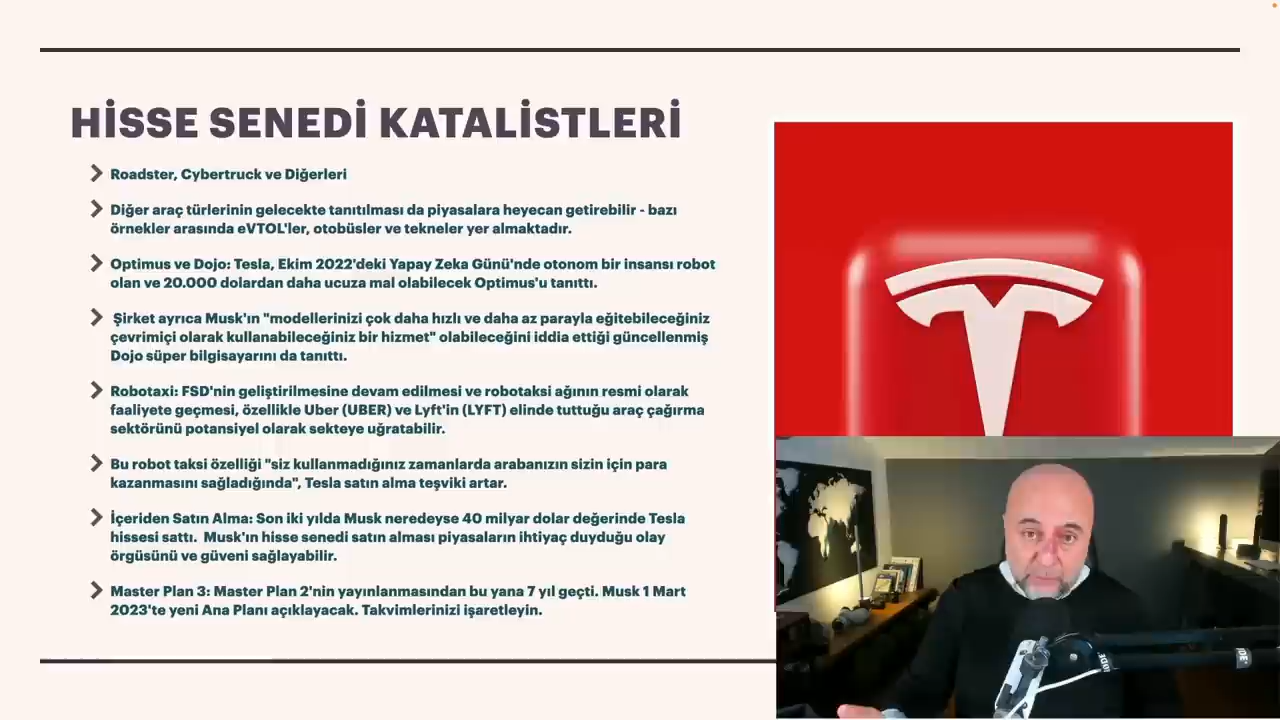 HİSSE SENEDİ KATALİSTLERİ
Roadster, Cybertruck ve Diğerleri
Diğer araç türlerinin gelecekte tanıtılması da piyasalara heyecan getirebilir - bazı
örnekler arasında eVTOL'ler, otobüsler ve tekneler yer almaktadır.
Optimus ve Dojo: Tesla, Ekim 2022'deki Yapay Zeka Günü'nde otonom bir insansı robot
olan ve 20.000 dolardan daha ucuza mal olabilecek Optimus'u tanıttı.
Şirket ayrıca Musk'ın "modellerinizi çok daha hızlı ve daha az parayla eğitebileceğiniz
çevrimiçi olarak kullanabileceğiniz bir hizmet" olabileceğini iddia ettiği güncellenmiş
Dojo süper bilgisayarını da tanıttı.
Robotaxi: FSD'nin geliştirilmesine devam edilmesi ve robotaksi ağının resmi olarak
faaliyete geçmesi, özellikle Uber (UBER) ve Lyft'in (LYFT) elinde tuttuğu araç çağırma
sektörünü potansiyel olarak sekteye uğratabilir.
Bu robot taksi özelliği "siz kullanmadığınız zamanlarda arabanızın sizin için para
kazanmasını sağladığında", Tesla satın alma teşviki artar.
İçeriden Satın Alma: Son iki yılda Musk neredeyse 40 milyar dolar değerinde Tesla
hissesi sattı. Musk'ın hisse senedi satın alması piyasaların ihtiyaç duyduğu olay
örgüsünü ve güveni sağlayabilir.
Master Plan 3: Master Plan 2'nin yayınlanmasından bu yana 7 yıl geçti. Musk 1 Mart
2023'te yeni Ana Planı açıklayacak. Takvimlerinizi işaretleyin.